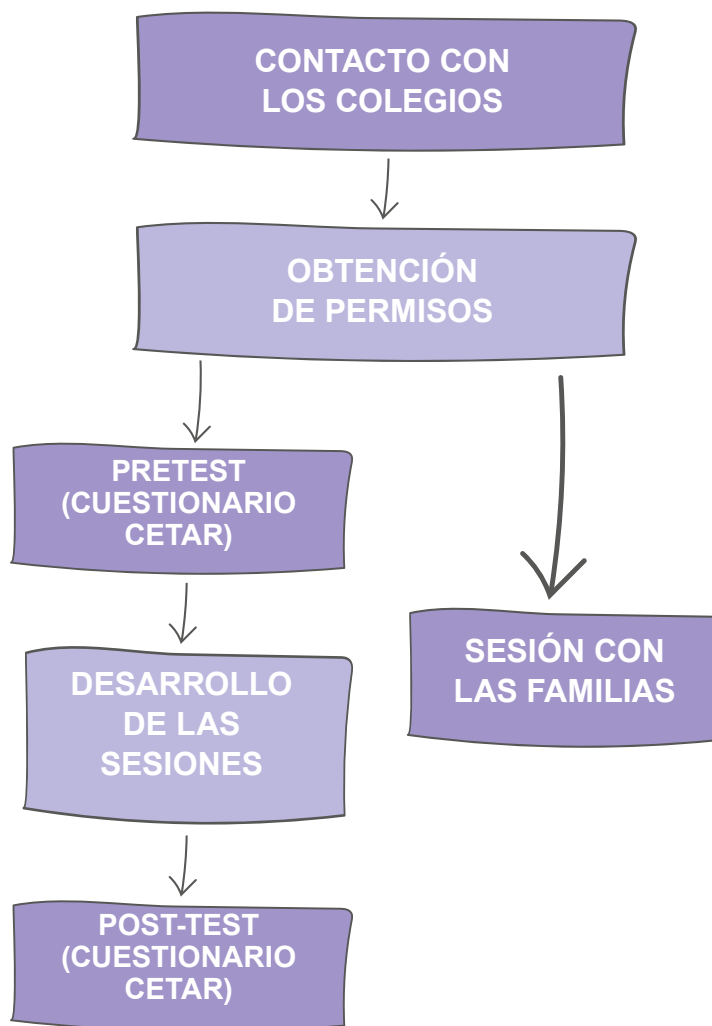 CONTACTO CON
LOS COLEGIOS
OBTENCIÓN
DE PERMISOS
PRETEST
(CUESTIONARIO
CETAR)
DESARROLLO
DE LAS
SESIONES
SESIÓN CON
LAS FAMILIAS
POST-TEST
(CUESTIONARIO
CETAR)